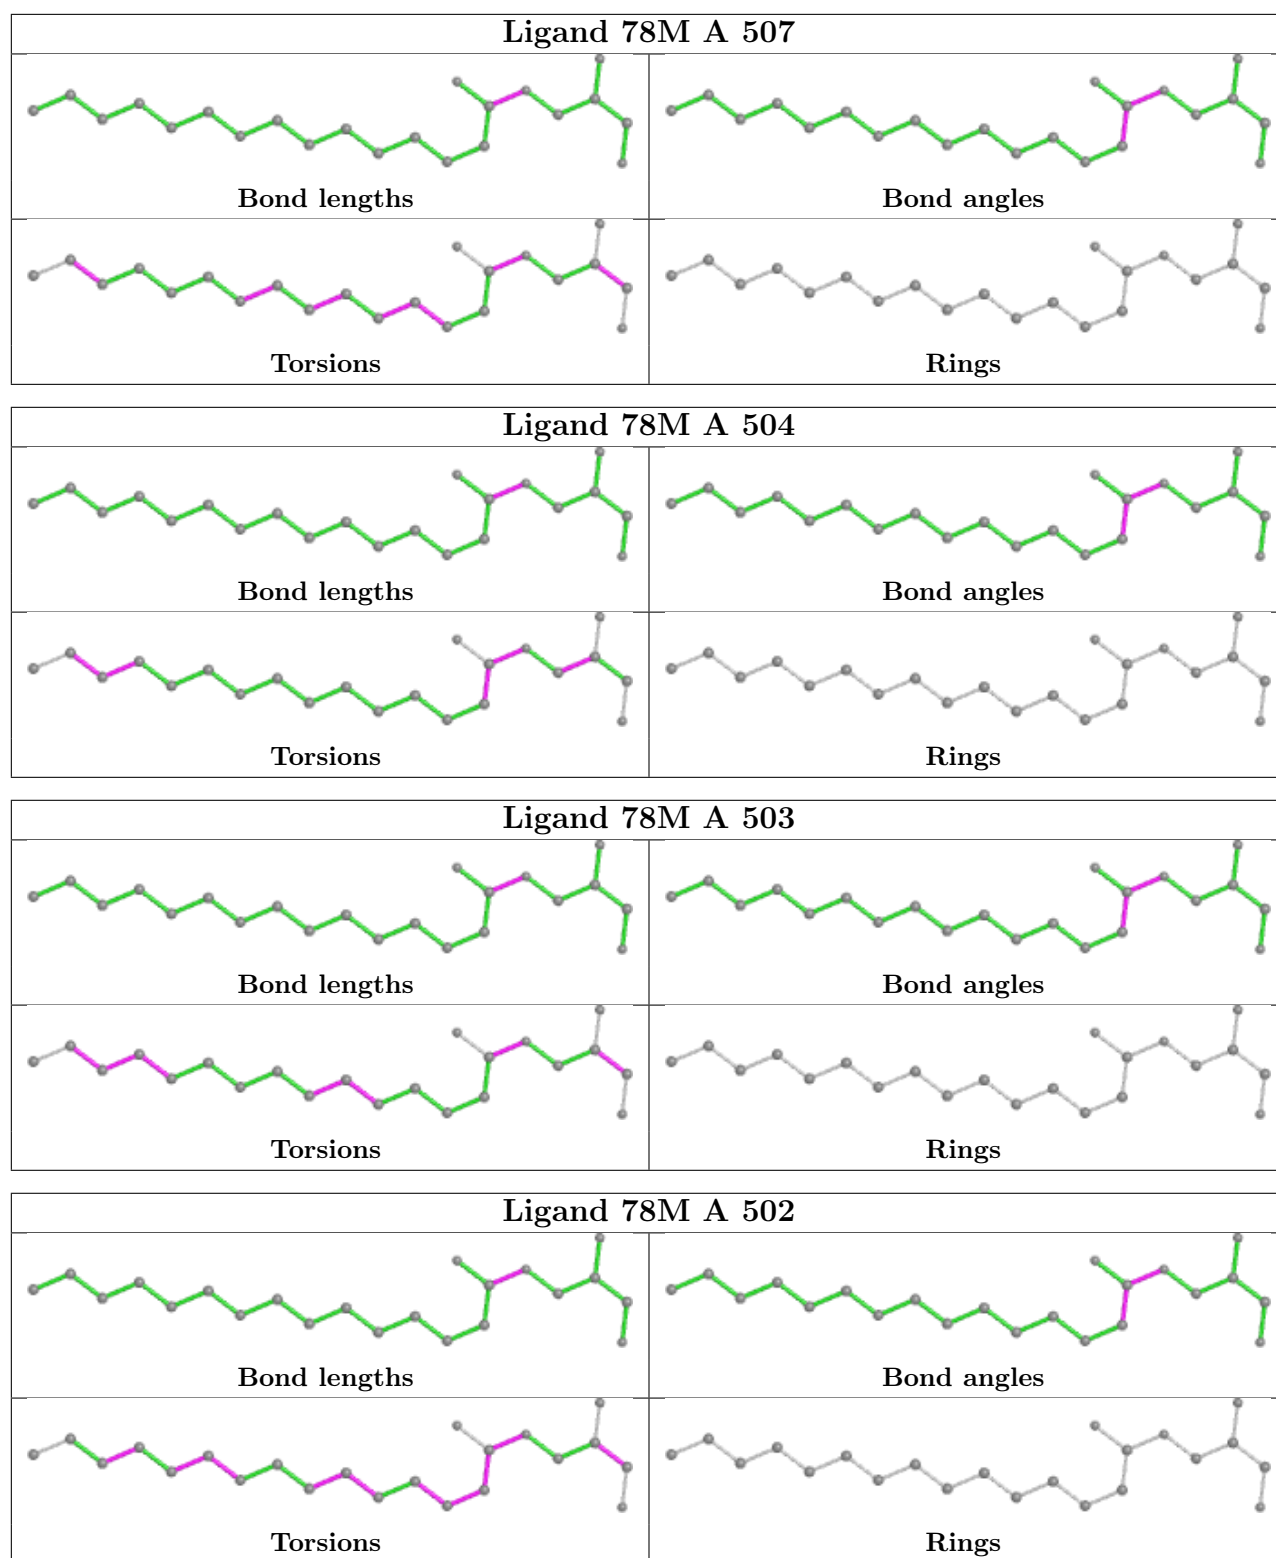 Ligand 78M A 507
Bond lengths
Bond angles
Torsions
Rings
Ligand 78M A 504
Bond lengths
Bond angles
Torsions
Rings
Ligand 78M A 503
Bond lengths
Bond angles
Torsions
Rings
Ligand 78M A 502
Bond lengths
Bond angles
Torsions
Rings